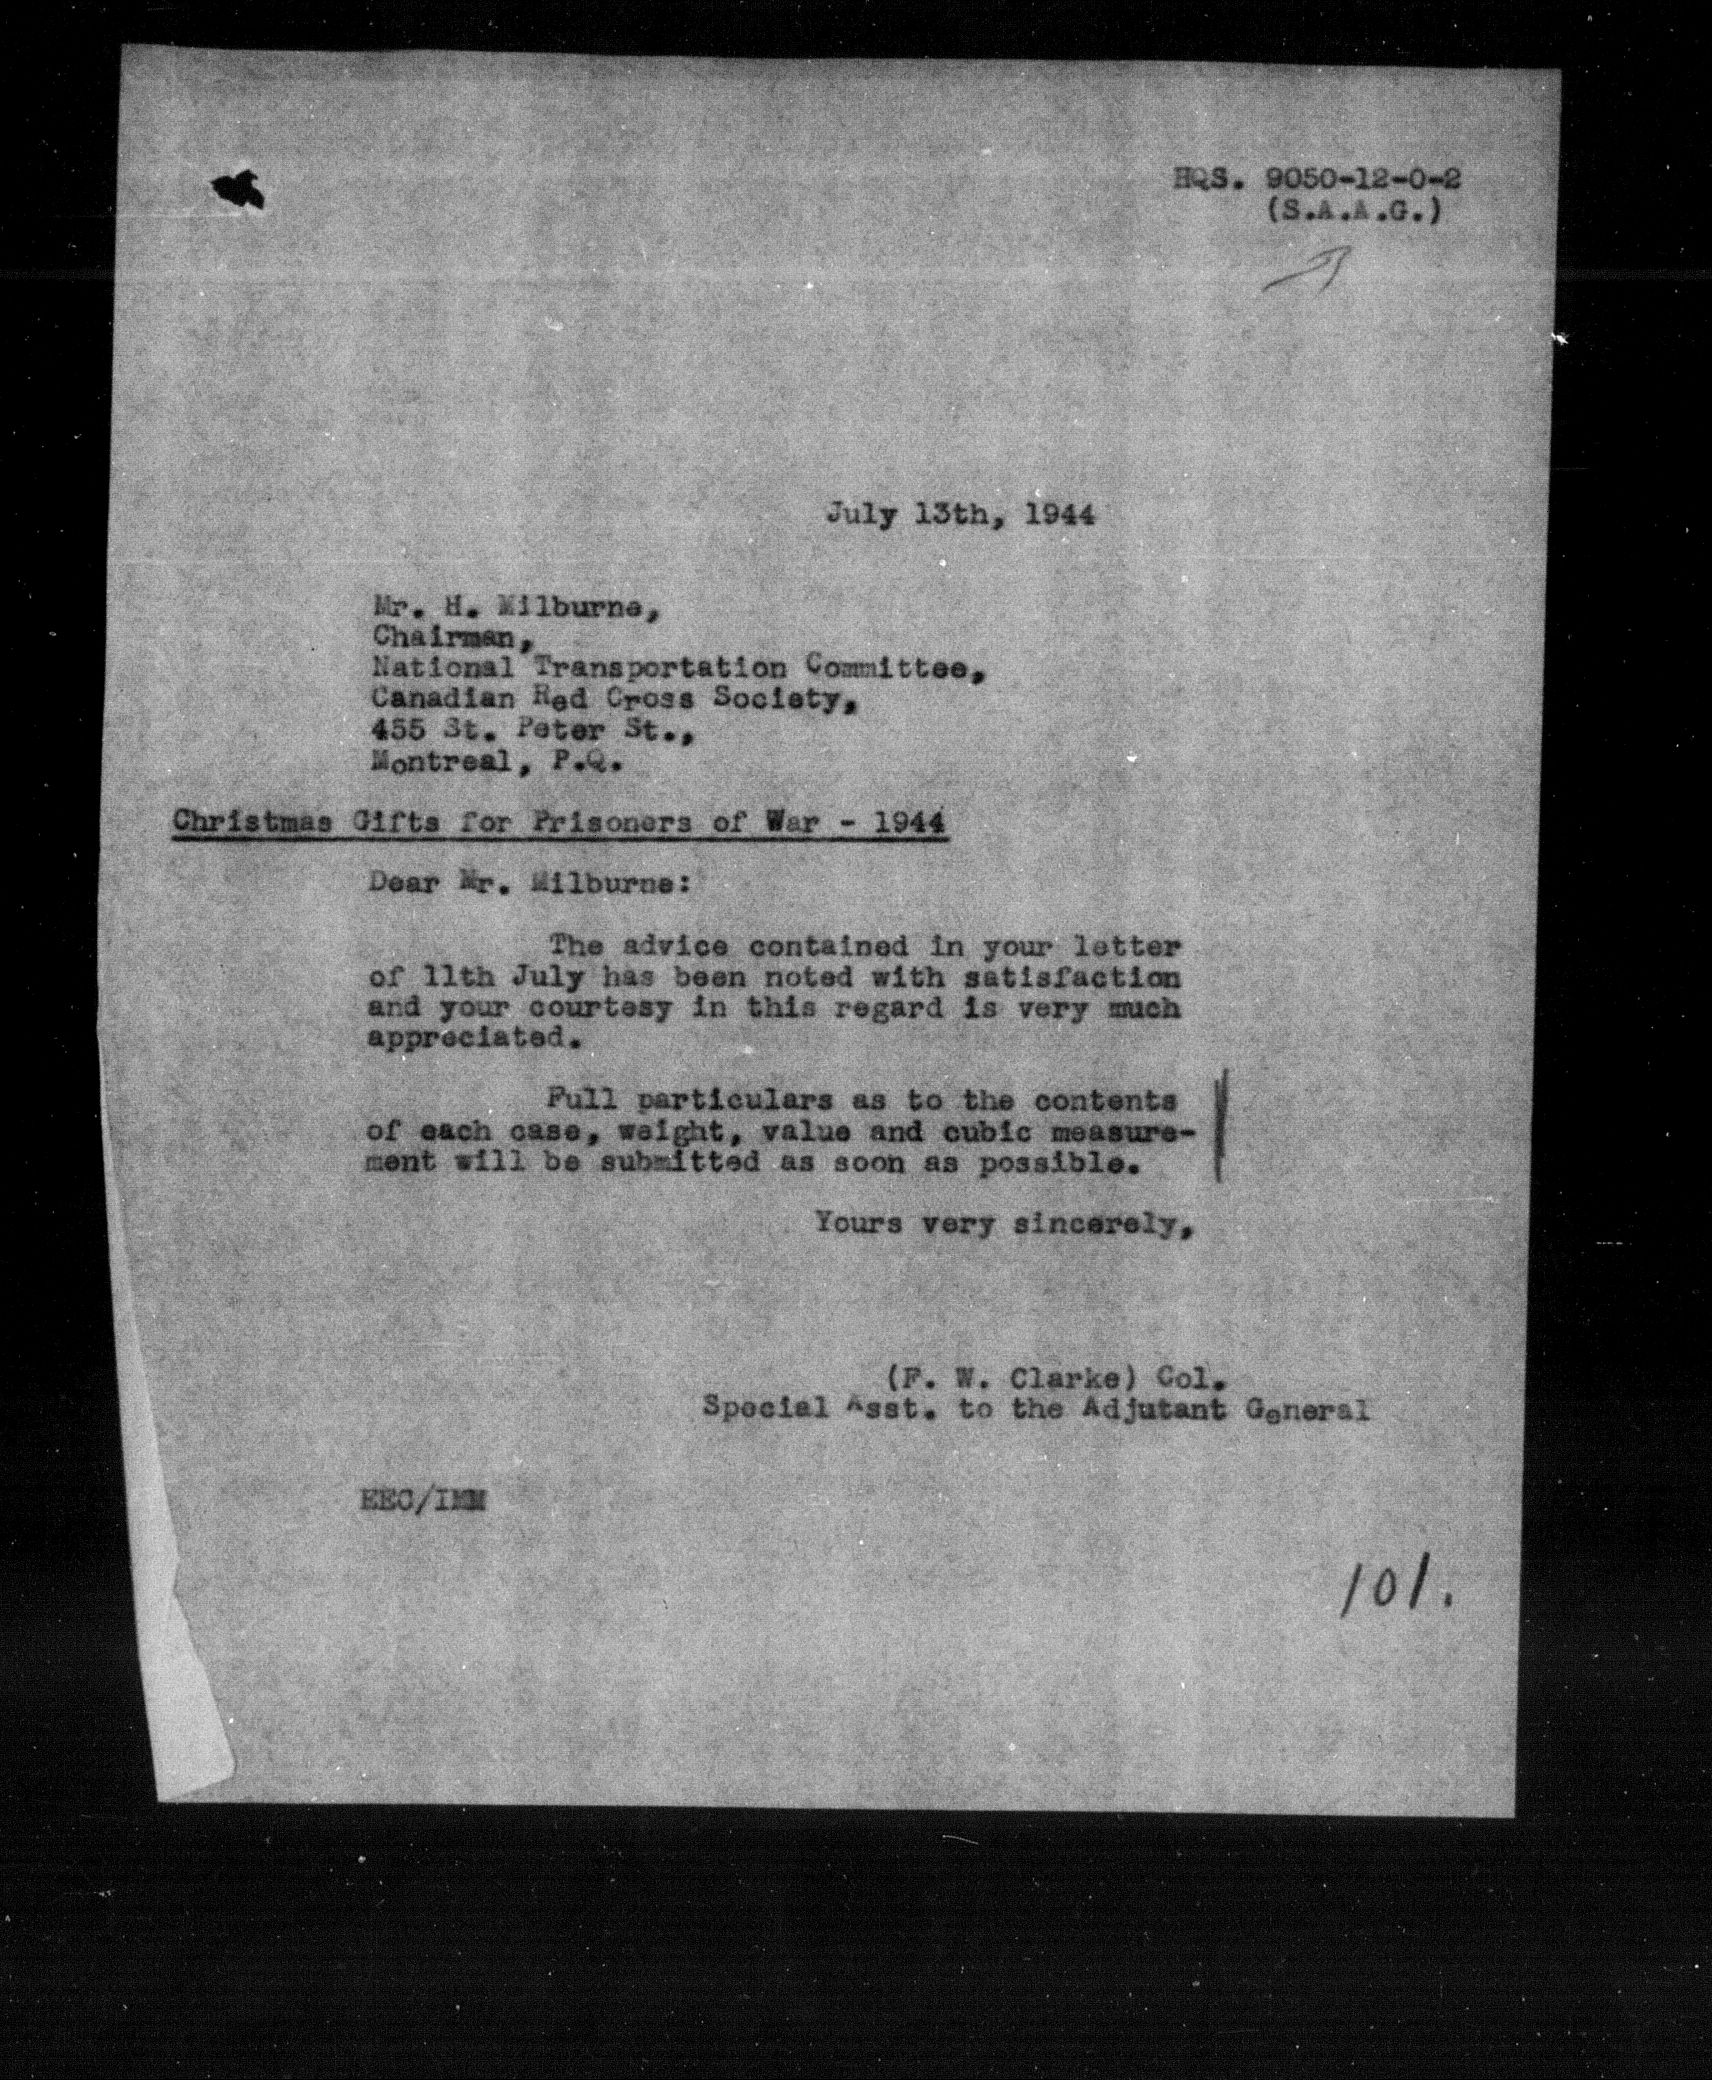 HQS. 9050-12-0-2
(S.A.A.G.)
July 13th, 1944
Mr. H. Milburne,
Chairman,
National Transportation Committee,
Canadian Red Cross Society,
455 St. Peter St.,
Montreal, P.Q.
Christmas Gifts for Prisoners of War - 1944
Dear Mr. Milburne:
The advice contained in your letter
of 11th July has been noted with satisfaction
and your courtesy in this regard is very much
appreciated.
Full particulars as to the contents
of each case, weight, value and cubic measure-
ment will be submitted as soon as possible.
Yours very sincerely,
(F. W. Clarke) Col.
Special Asst. to the Adjutant General
EEC/IMM
101.